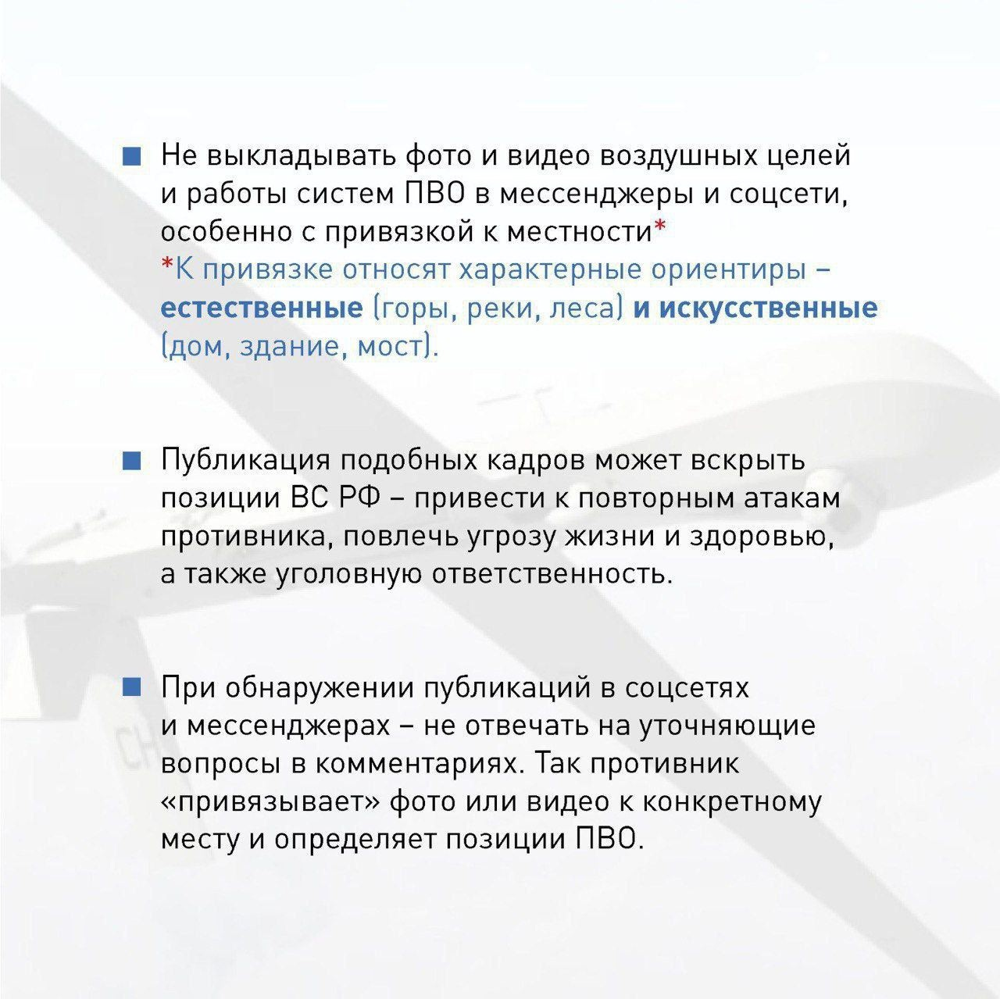 Не выкладывать фото и видео воздушных целей
и работы систем ПВО в мессенджеры и соцсети,
особенно с привязкой к местности*
*К привязке относят характерные ориентиры –
естественные (горы, реки, леса) и искусственные
(дом, здание, мост).
Публикация подобных кадров может вскрыть
позиции ВС РФ – привести к повторным атакам
противника, повлечь угрозу жизни и здоровью,
а также уголовную ответственность.
При обнаружении публикаций в соцсетях
и мессенджерах – не отвечать на уточняющие
вопросы в комментариях. Так противник
«привязывает» фото или видео к конкретному
месту и определяет позиции ПВО.
CH